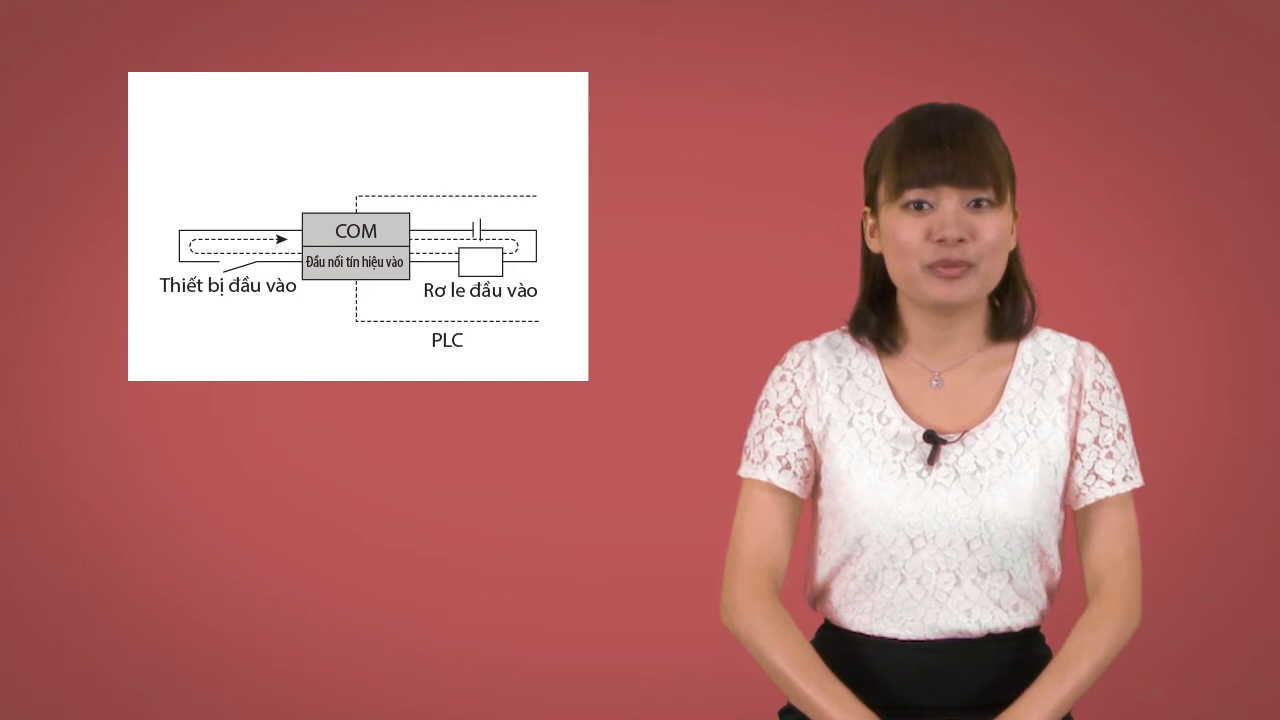 COM
Đầu nối tín hiệu vào
Thiết bị đầu vào
Rơ le đầu vào
PLC